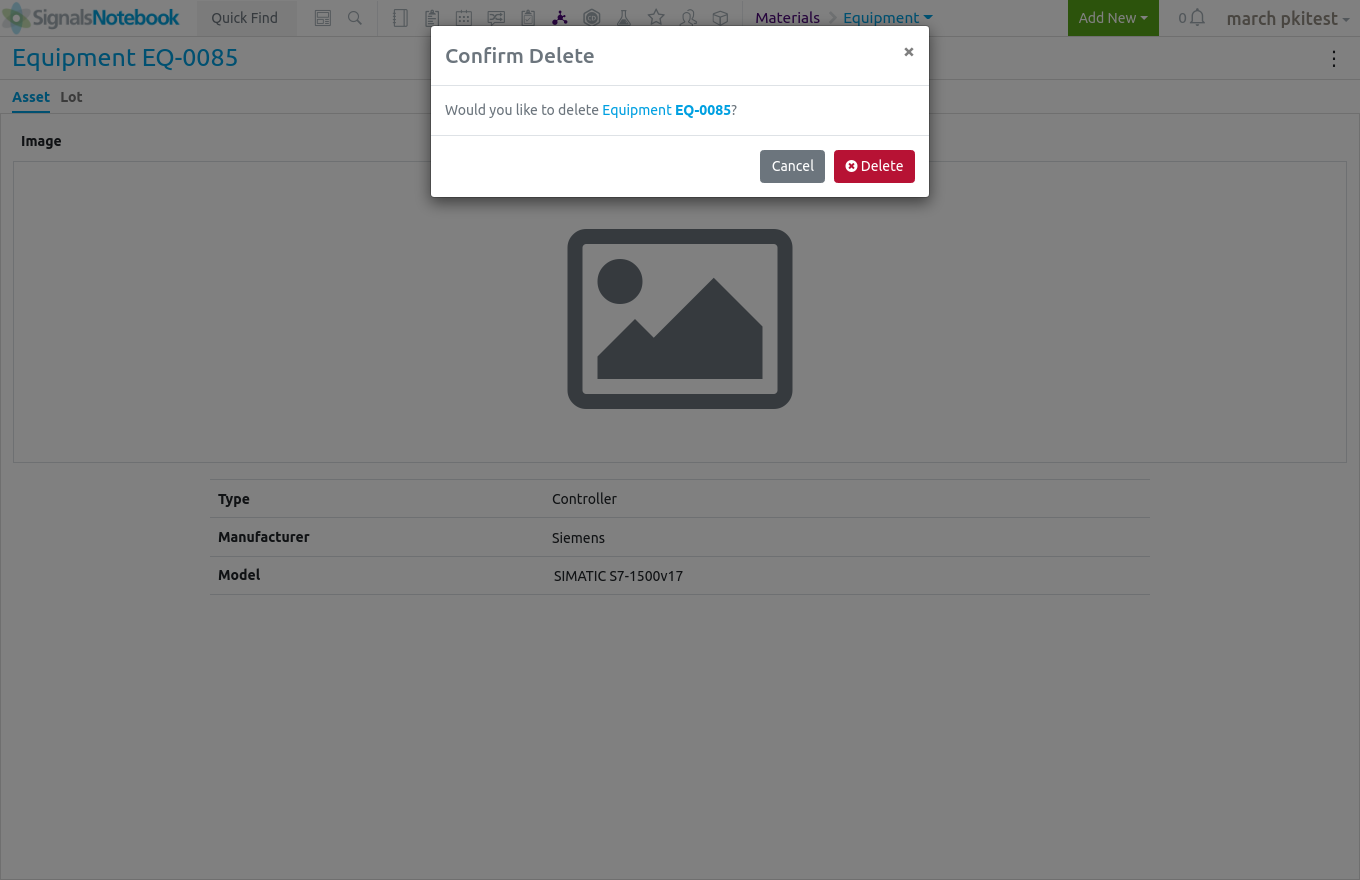 SignalsNotebook Quick Find Materials Equipment Add New 0 march pkitest
Equipment EQ-0085
Confirm Delete ×
Would you like to delete Equipment EQ-0085?
Cancel Delete
Asset Lot
Image
Type Controller
Manufacturer Siemens
Model SIMATIC S7-1500v17